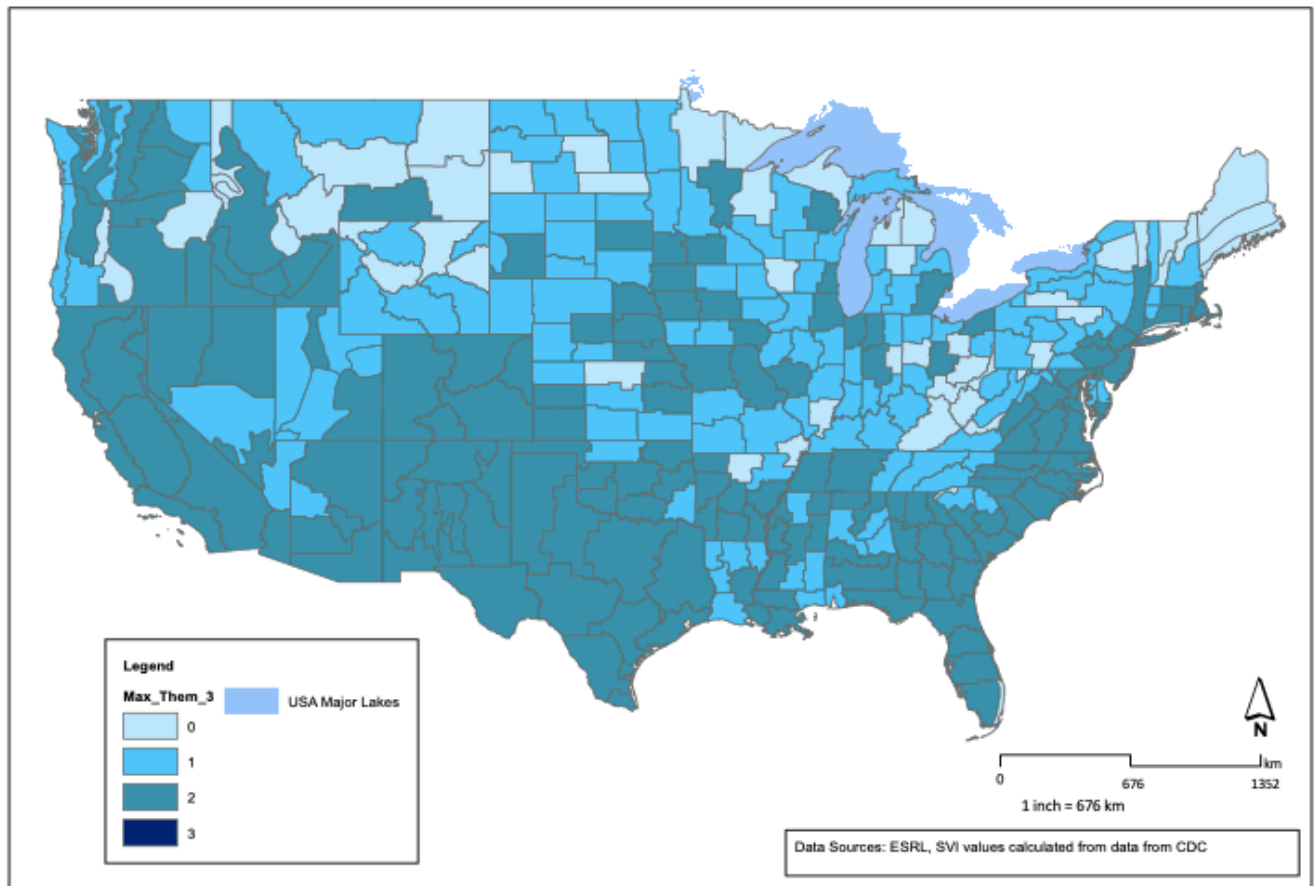 Legend
Max_Them_3
USA Major Lakes
0
1
2
3
N
km
0 676 1352
1 inch = 676 km
Data Sources: ESRL, SVI values calculated from data from CDC